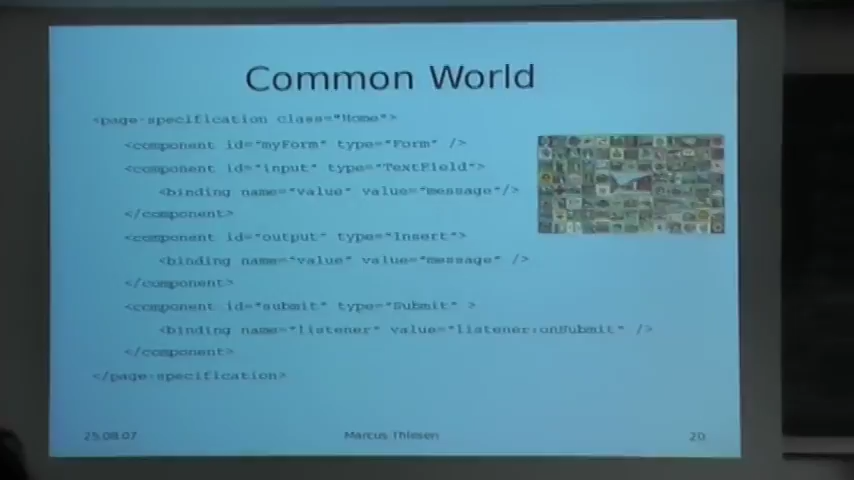 Common World
<page-specification class="Home">
<component id="myForm" type="Form" />
<component id="input" type="TextField">
<binding name="value" value="message"/>
</component>
<component id="output" type="Insert">
<binding name="value" value="message" />
</component>
<component id="submit" type="Submit" >
<binding name="listener" value="listener:onSubmit" />
</component>
</page-specification>
25.08.07
Marcus Thiesen
20